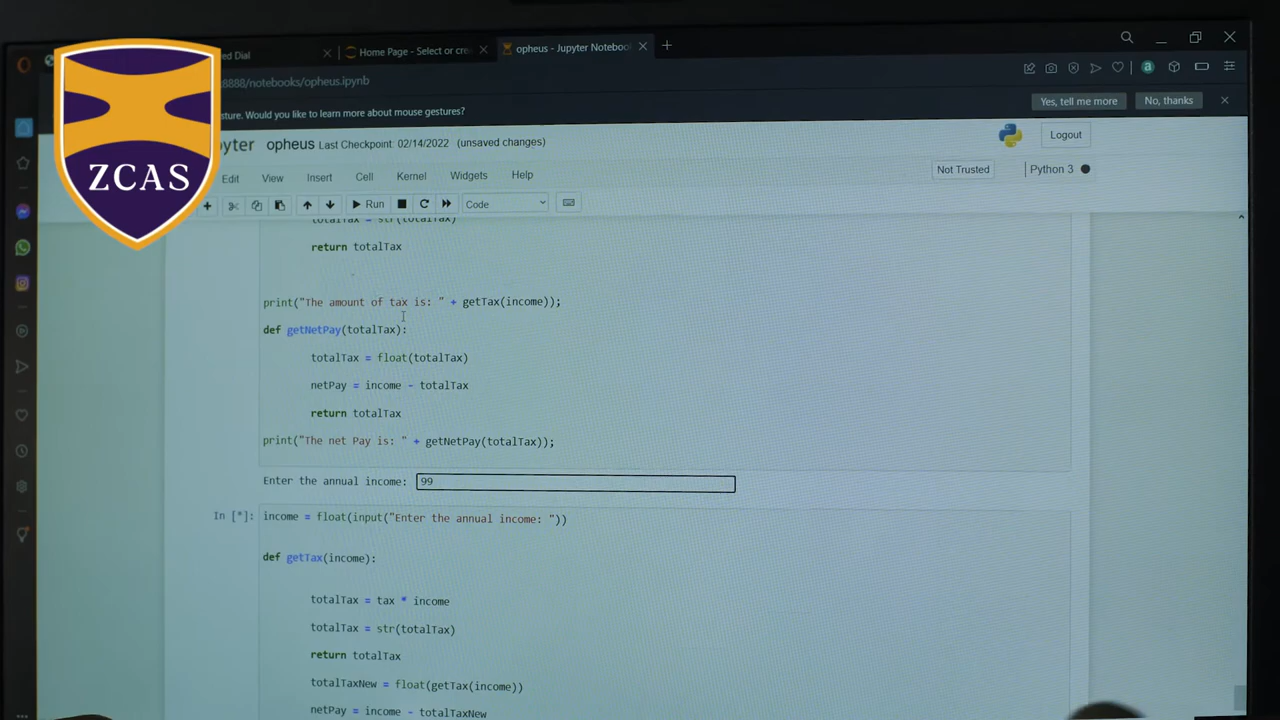 ed Dial
Home Page - Select or cre
opheus - Jupyter Notebook
8888/notebooks/opheus.ipynb
sture. Would you like to learn more about mouse gestures?
Yes, tell me more
No, thanks
ZCAS
yter opheus Last Checkpoint: 02/14/2022 (unsaved changes)
Logout
Edit View Insert Cell Kernel Widgets Help
Not Trusted
Python 3
Run
Code
totalTax = str(totalTax)
return totalTax
print("The amount of tax is: " + getTax(income));
def getNetPay(totalTax):
totalTax = float(totalTax)
netPay = income - totalTax
return totalTax
print("The net Pay is: " + getNetPay(totalTax));
Enter the annual income: 99
In [*]: income = float(input("Enter the annual income: "))
def getTax(income):
totalTax = tax * income
totalTax = str(totalTax)
return totalTax
totalTaxNew = float(getTax(income))
netPay = income - totalTaxNew